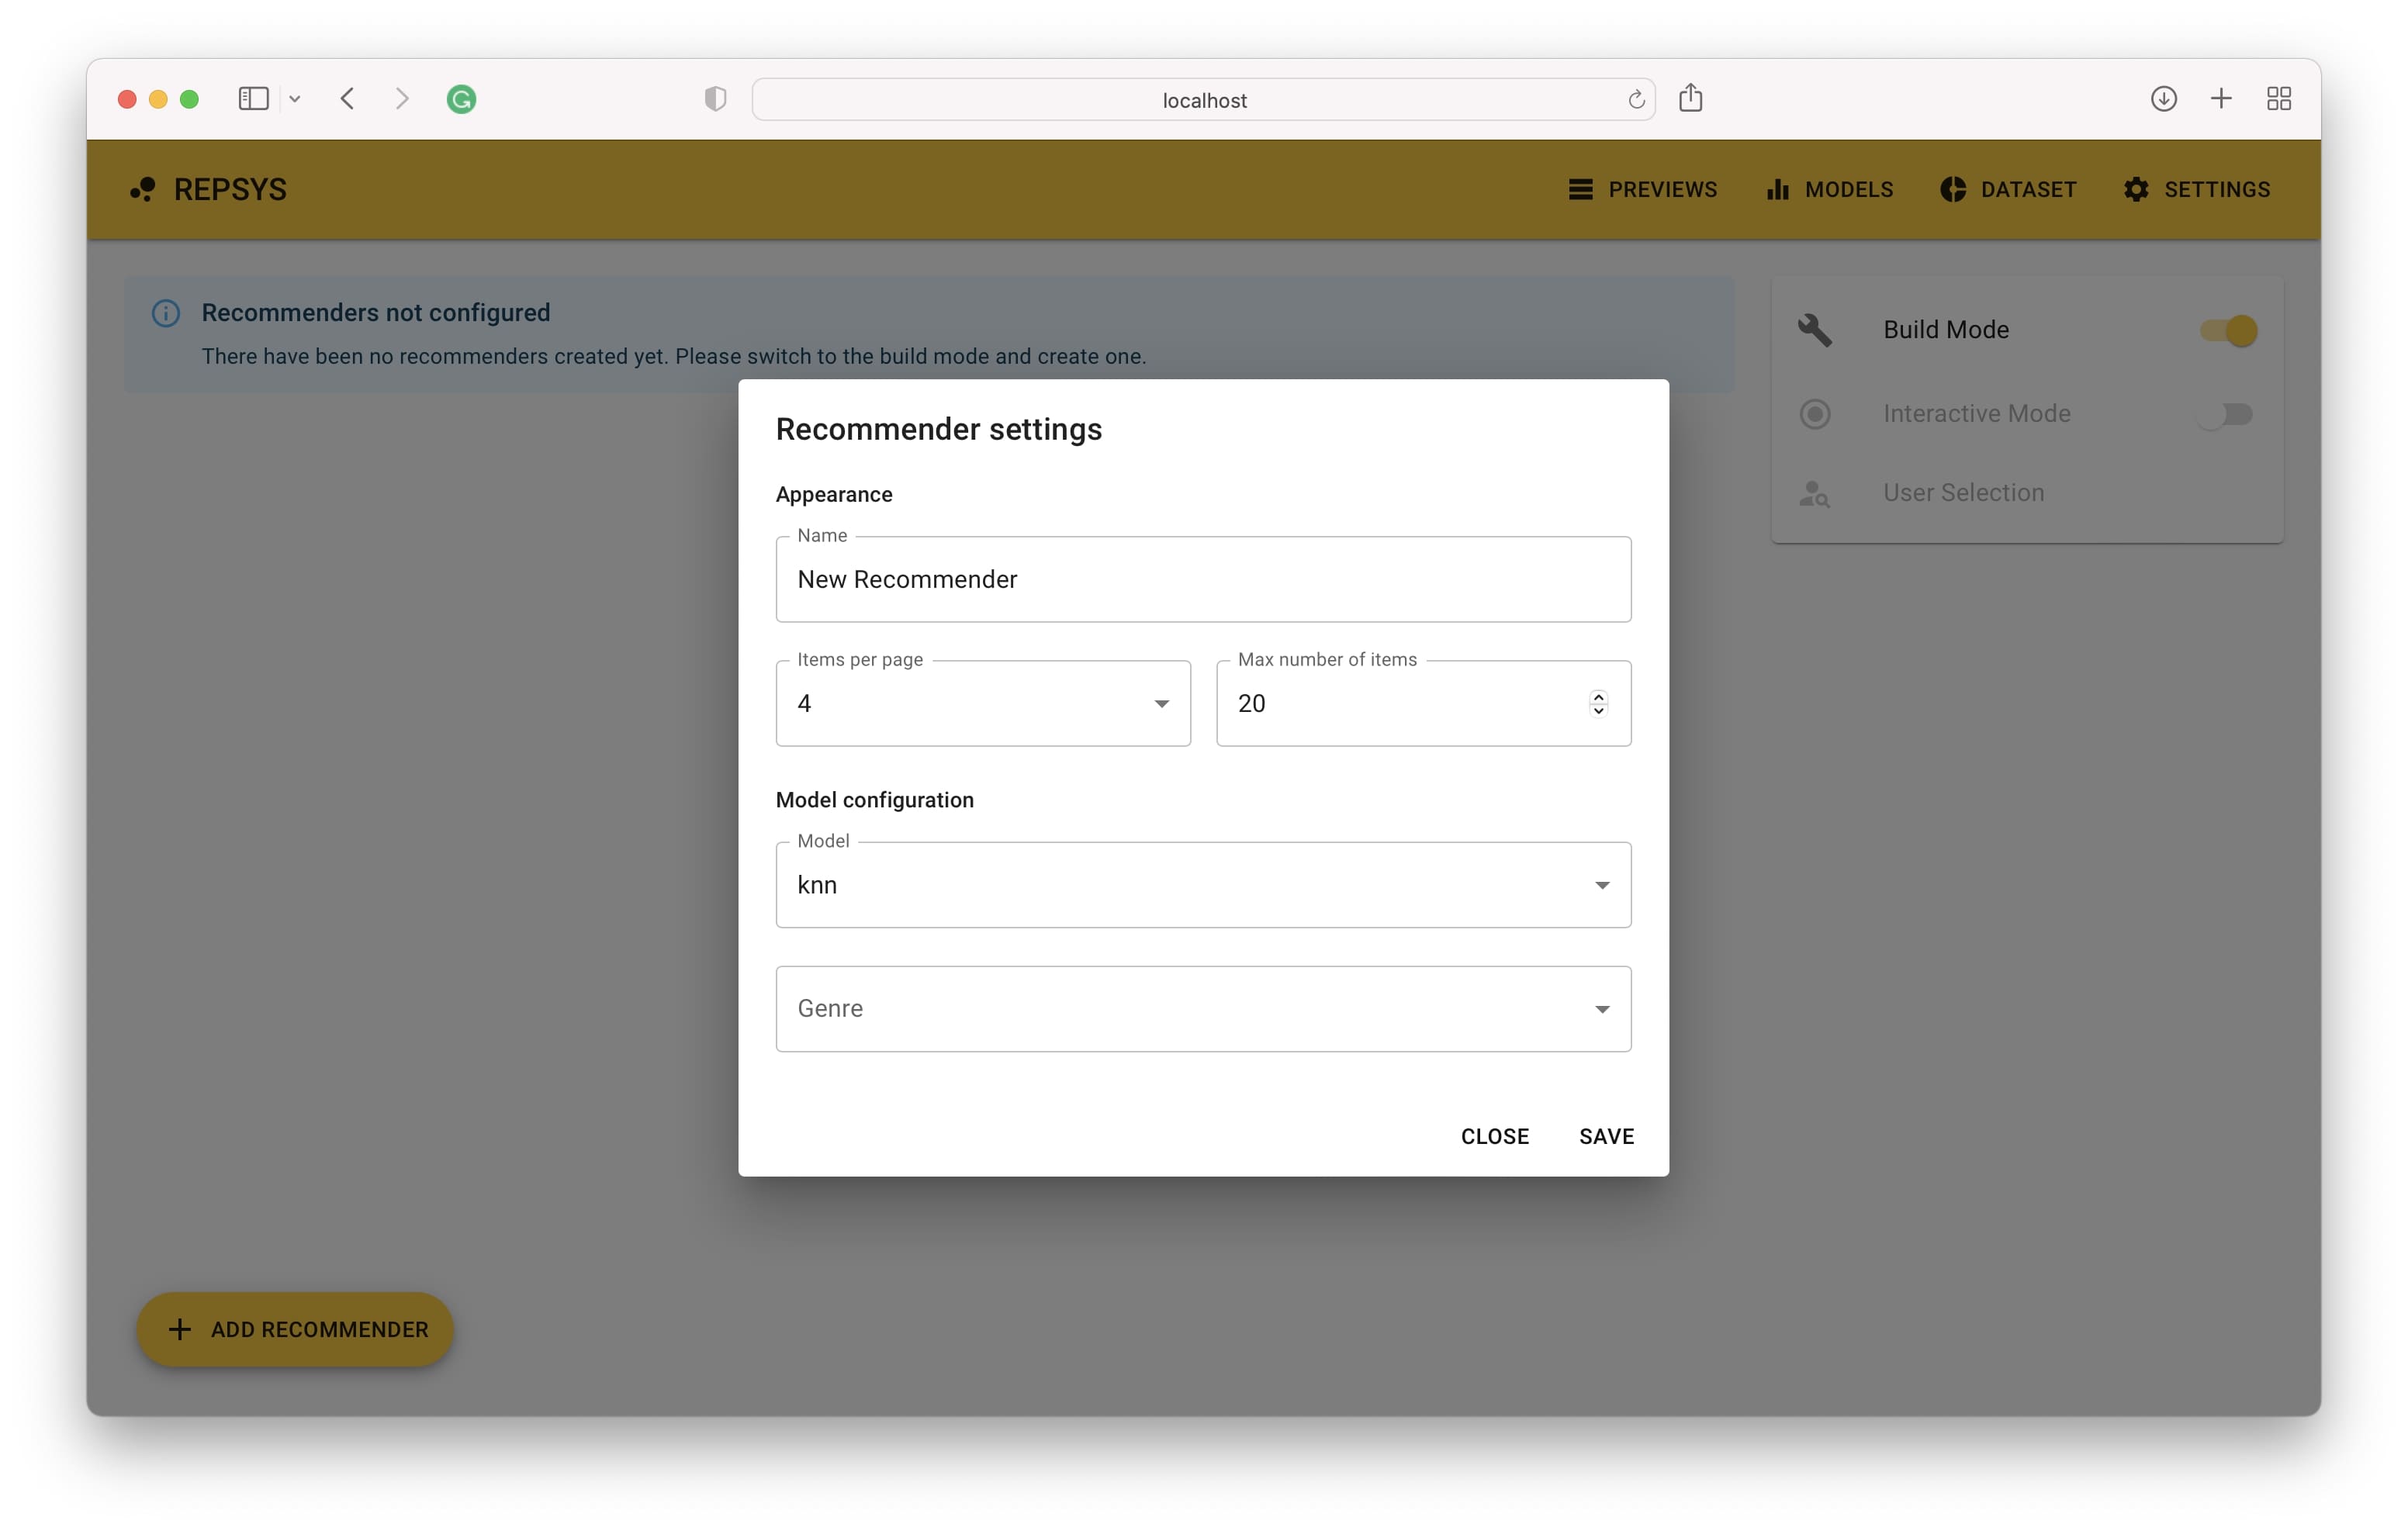 localhost
REPSYS
PREVIEWS MODELS DATASET SETTINGS
Recommenders not configured
There have been no recommenders created yet. Please switch to the build mode and create one.
Build Mode
Interactive Mode
User Selection
Recommender settings
Appearance
Name
New Recommender
Items per page Max number of items
4 20
Model configuration
Model
knn
Genre
CLOSE SAVE
ADD RECOMMENDER